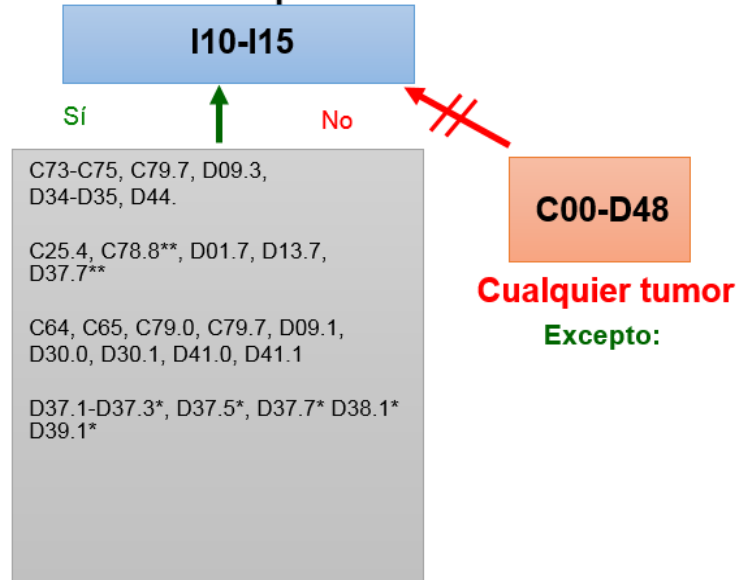 I10-I15
Sí
No
C73-C75, C79.7, D09.3,
D34-D35, D44.
C25.4, C78.8**, D01.7, D13.7,
D37.7**
C64, C65, C79.0, C79.7, D09.1,
D30.0, D30.1, D41.0, D41.1
D37.1-D37.3*, D37.5*, D37.7* D38.1*
D39.1*
C00-D48
Cualquier tumor
Excepto: